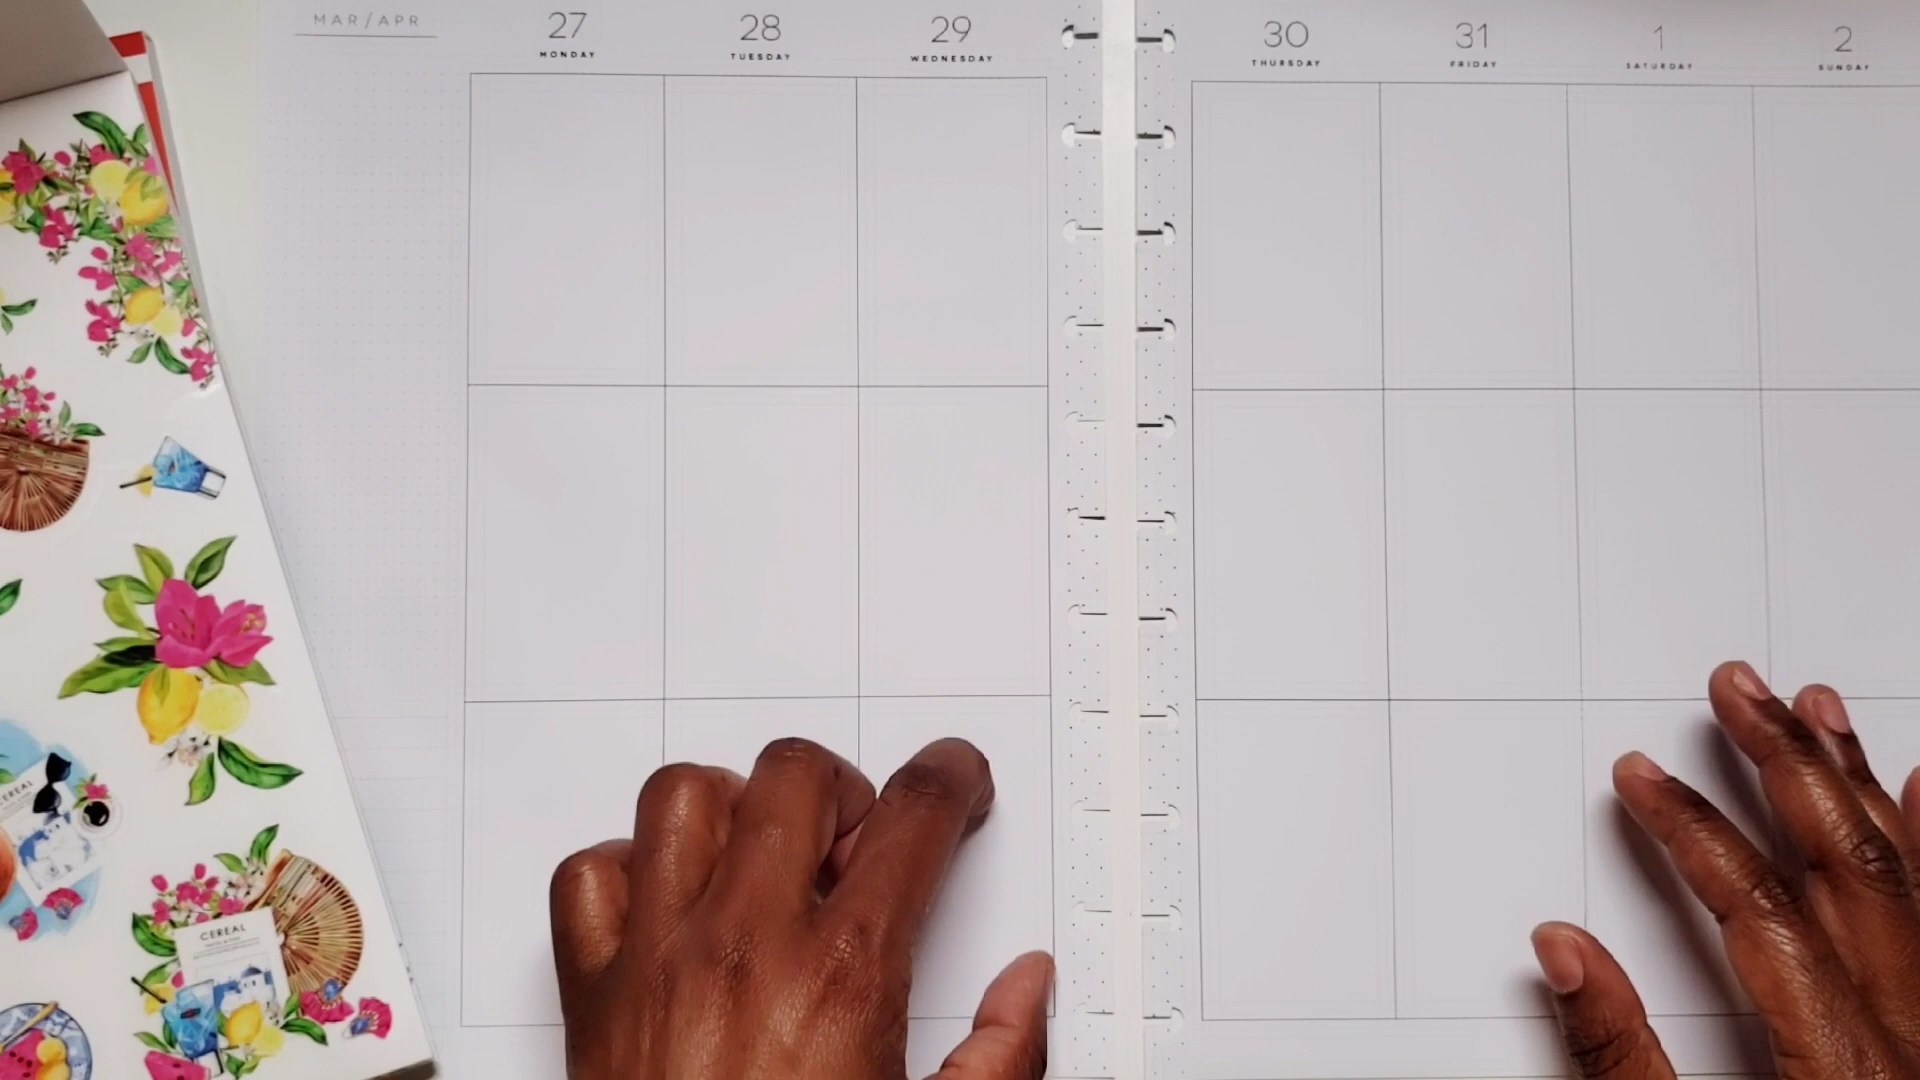 MAR/APR
27
MONDAY
28
TUESDAY
29
WEDNESDAY
30
THURSDAY
31
FRIDAY
1
SATURDAY
2
SUNDAY
CEREAL
CEREAL